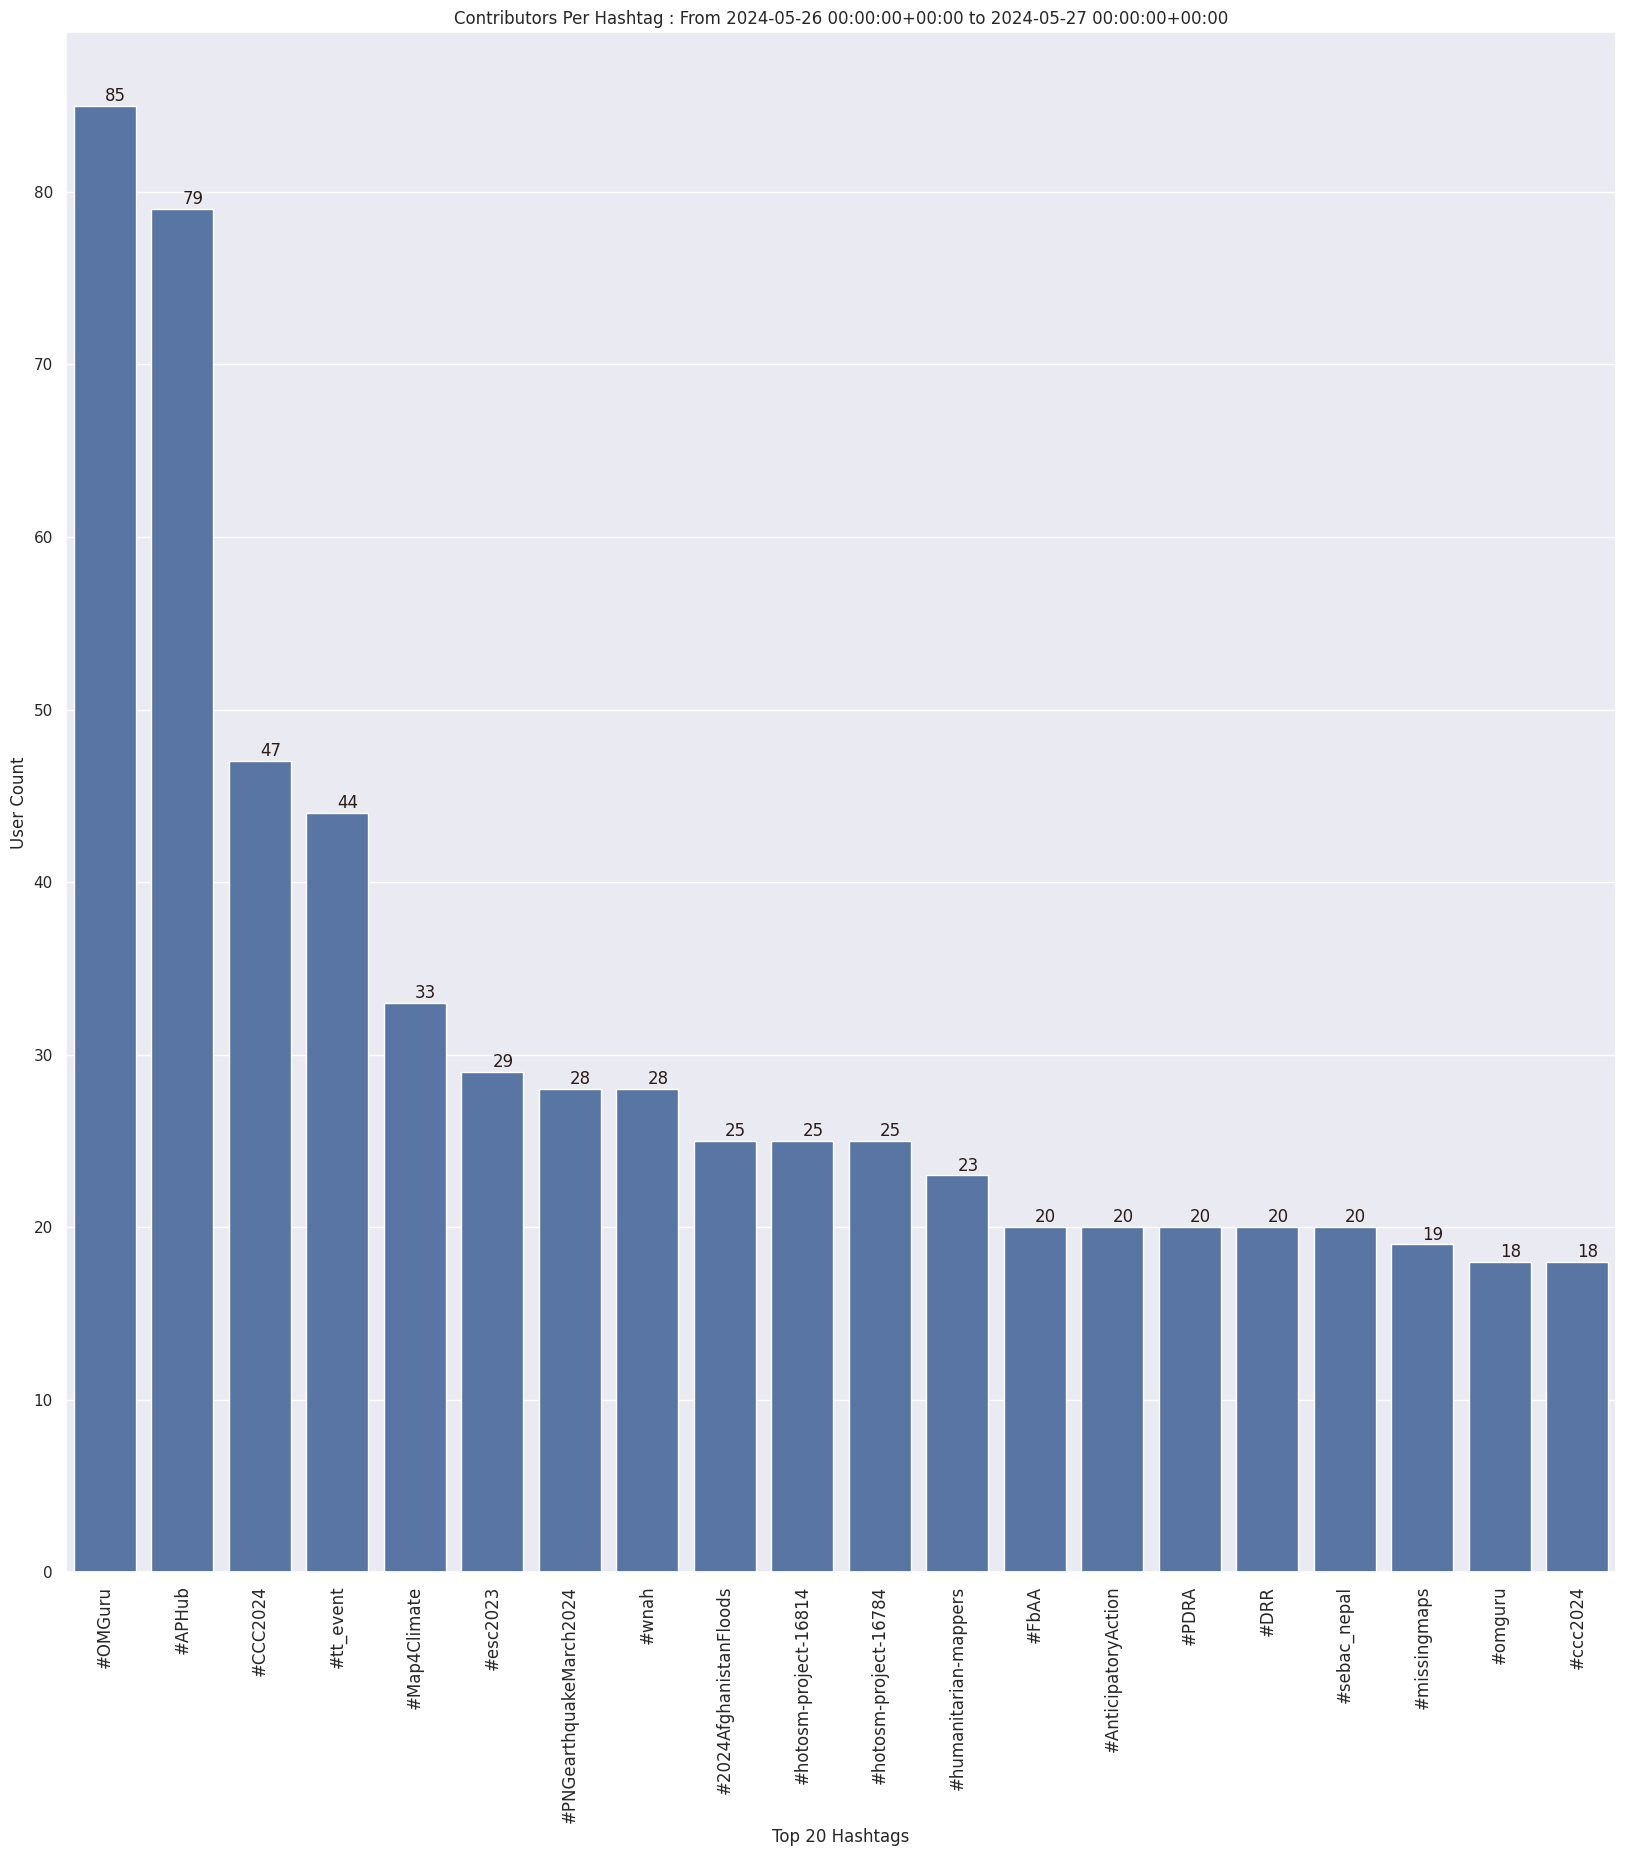 Contributors Per Hashtag : From 2024-05-26 00:00:00+00:00 to 2024-05-27 00:00:00+00:00
User Count
80
70
60
50
40
30
20
10
0
85
79
47
44
33
29
28
28
25
25
25
23
20
20
20
20
20
19
18
18
#OMGuru
#APHub
#CCC2024
#tt_event
#Map4Climate
#esc2023
#PNGearthquakeMarch2024
#wnah
#2024AfghanistanFloods
#hotosm-project-16814
#hotosm-project-16784
#humanitarian-mappers
#FbAA
#AnticipatoryAction
#PDRA
#DRR
#sebac_nepal
#missingmaps
#omguru
#ccc2024
Top 20 Hashtags